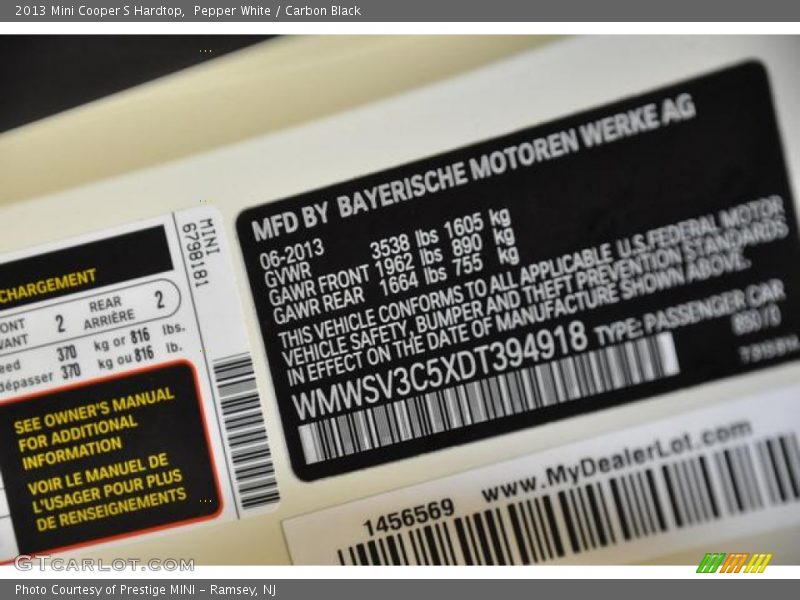 2013 Mini Cooper S Hardtop,  Pepper White / Carbon Black
MFD BY BAYERISCHE MOTOREN WERKE AG
06-2013
GVWR 3538 lbs 1605 kg
GAWR FRONT 1962 lbs 890 kg
GAWR REAR 1664 lbs 755 kg
THIS VEHICLE CONFORMS TO ALL APPLICABLE U.S.FEDERAL MOTOR
VEHICLE SAFETY, BUMPER AND THEFT PREVENTION STANDARDS
IN EFFECT ON THE DATE OF MANUFACTURE SHOWN ABOVE.
WMWSV3C5XDT394918 TYPE: PASSENGER CAR
MINI
6798181
CHARGEMENT
ONT 2 REAR 2
VANT ARRIÈRE
eed 370 kg or 816 lbs.
dépasser 370 kg ou 816 lb.
SEE OWNER'S MANUAL
FOR ADDITIONAL
INFORMATION
VOIR LE MANUEL DE
L'USAGER POUR PLUS
DE RENSEIGNEMENTS
1456569 www.MyDealerLot.com
GTCARLOT.COM
Photo Courtesy of Prestige MINI – Ramsey, NJ